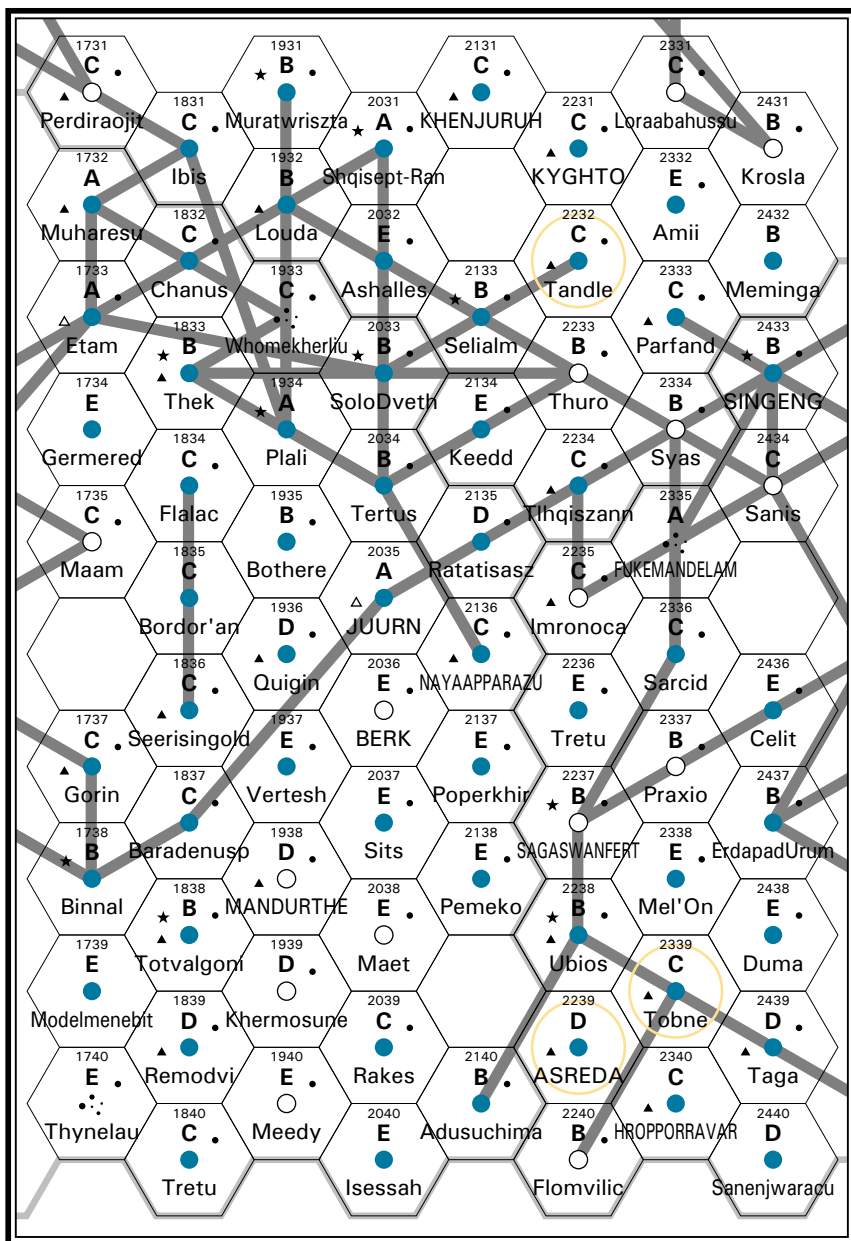 1731
C
Perdiraojit
1931
B
Muratwriszta
2131
C
KHENJURUH
2331
C
Loraabahussu
1831
C
Ibis
2031
A
Shqisept-Ran
2231
C
KYGHTO
2431
B
Krosla
1732
A
Muharesu
1932
B
Louda
2332
E
Amii
1832
C
Chanus
2032
E
Ashalles
2232
C
Tandle
2432
B
Meminga
1733
A
Etam
1933
C
Whomekherliu
2133
B
Selialm
2333
C
Parfand
1833
B
Thek
2033
B
SoloDveth
2233
B
Thuro
2433
B
SINGENG
1734
E
Germered
1934
A
Plali
2134
E
Keedd
2334
B
Syas
1834
C
Flalac
2034
B
Tertus
2234
C
Tlhqiszann
2434
C
Sanis
1735
C
Maam
1935
B
Bothere
2135
D
Ratatisasz
2335
A
FUKEMANDELAM
1835
C
Bordor'an
2035
A
JUURN
2235
C
Imronoca
1936
D
Quigin
2136
C
NAYAAPPARAZU
2336
C
Sarcid
1836
C
Seerisingold
2036
E
BERK
2236
E
Tretu
2436
E
Celit
1737
C
Gorin
1937
E
Vertesh
2137
E
Poperkhir
2337
B
Praxio
1837
C
Baradenusp
2037
E
Sits
2237
B
SAGASWANFERT
2437
B
ErdapadUrum
1738
B
Binnal
1938
D
MANDURTHE
2138
E
Pemeko
2338
E
Mel'On
1838
B
Totvalgoni
2038
E
Maet
2238
B
Ubios
2438
E
Duma
1739
E
Modelmenebit
1939
D
Khermosune
2339
C
Tobne
1839
D
Remodvi
2039
C
Rakes
2239
D
ASREDA
2439
D
Taga
1740
E
Thynelau
1940
E
Meedy
2140
B
Adusuchima
2340
C
HROPPORRAVAR
1840
C
Tretu
2040
E
Isessah
2240
B
Flomvilic
2440
D
Sanenjwaracu